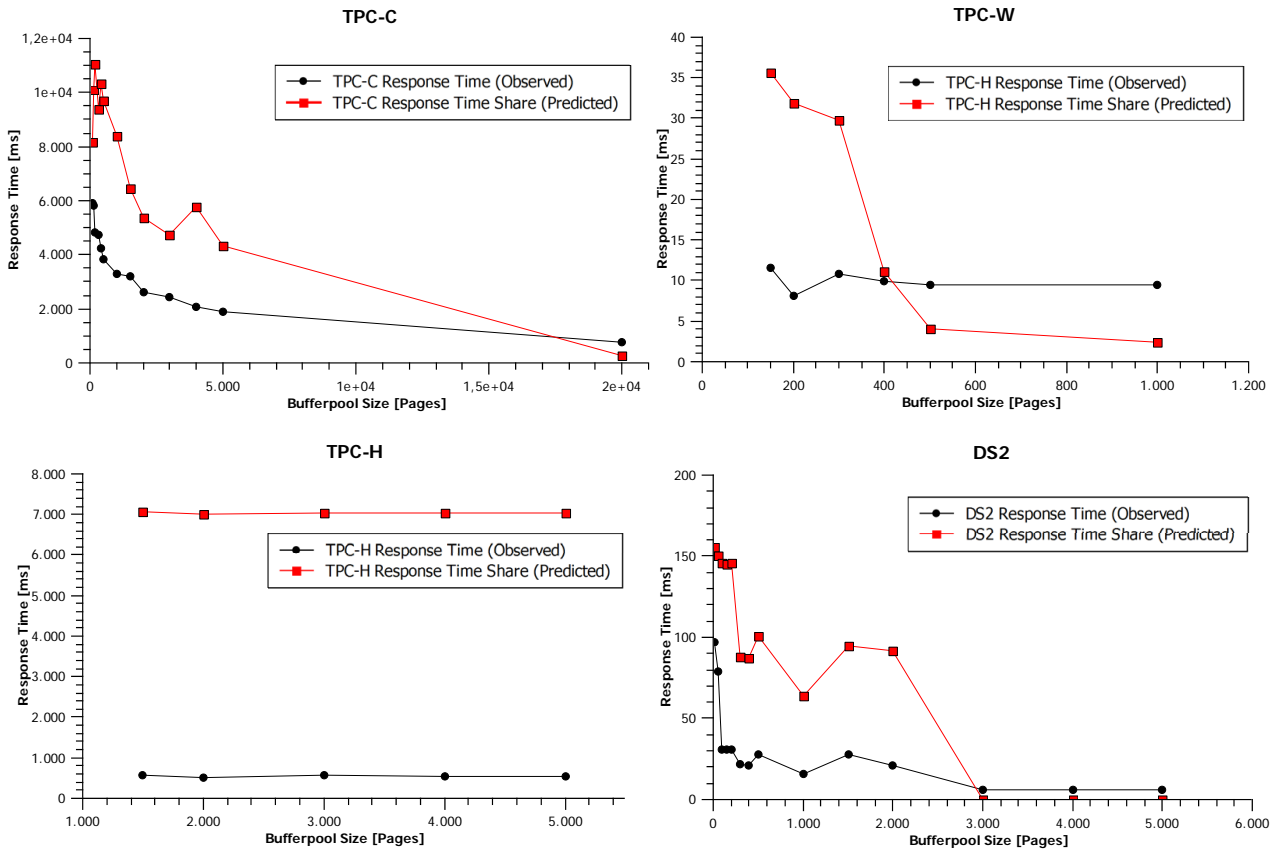 TPC-C
1,2e+04
1e+04
8.000
6.000
4.000
2.000
0
Response Time [ms]
TPC-C Response Time (Observed)
TPC-C Response Time Share (Predicted)
0
5.000
1e+04
1,5e+04
2e+04
Bufferpool Size [Pages]
TPC-W
40
35
30
25
20
15
10
5
0
Response Time [ms]
TPC-H Response Time (Observed)
TPC-H Response Time Share (Predicted)
0
200
400
600
800
1.000
1.200
Bufferpool Size [Pages]
TPC-H
8.000
7.000
6.000
5.000
4.000
3.000
2.000
1.000
0
Response Time [ms]
TPC-H Response Time (Observed)
TPC-H Response Time Share (Predicted)
1.000
2.000
3.000
4.000
5.000
Bufferpool Size [Pages]
DS2
200
150
100
50
0
Response Time [ms]
DS2 Response Time (Observed)
DS2 Response Time Share (Predicted)
0
1.000
2.000
3.000
4.000
5.000
6.000
Bufferpool Size [Pages]